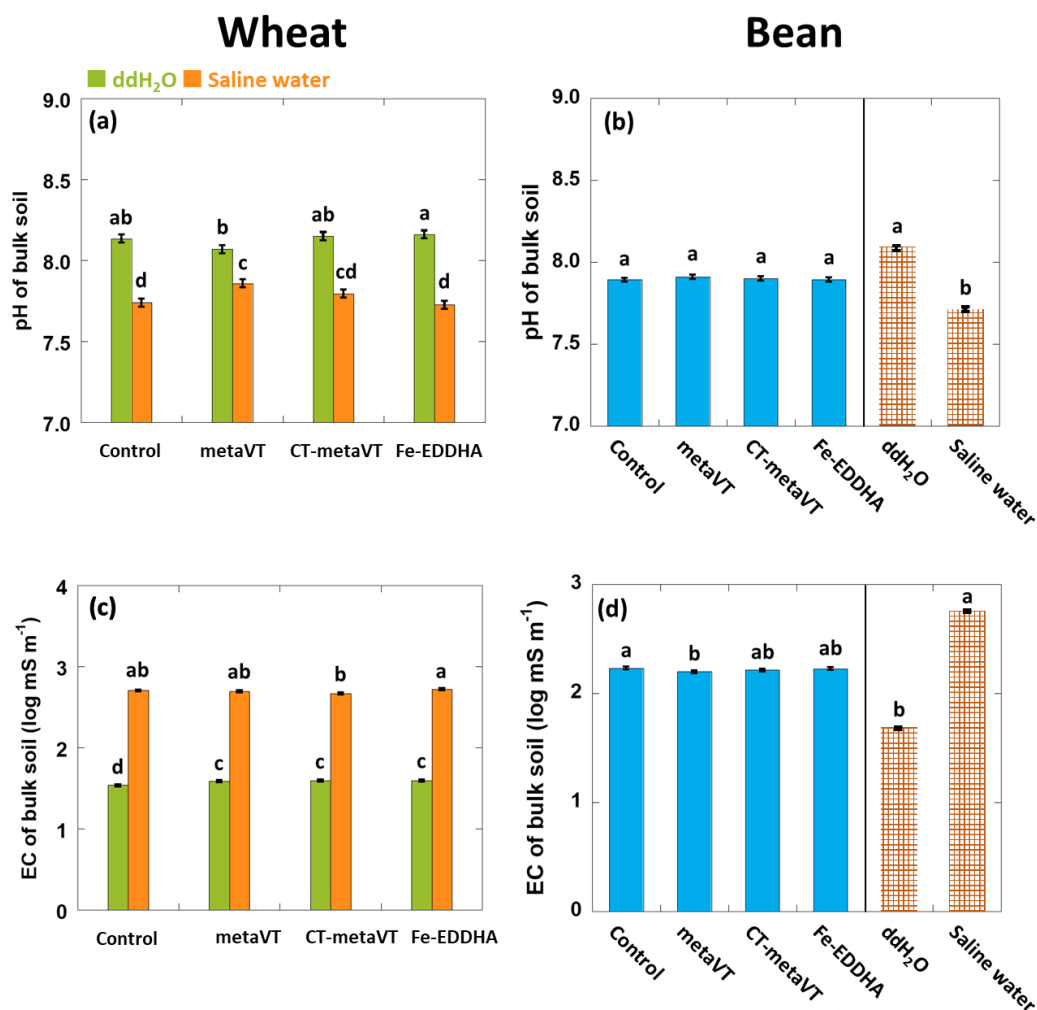 Wheat
Bean
ddH₂O Saline water
(a)
pH of bulk soil
9.0
8.5
8.0
7.5
7.0
ab
b
ab
a
d
c
cd
d
Control metaVT CT-metaVT Fe-EDDHA
(b)
pH of bulk soil
9.0
8.5
8.0
7.5
7.0
a
a
a
a
a
b
Control
metaVT
CT-metaVT
Fe-EDDHA
ddH₂O
Saline water
(c)
EC of bulk soil (log mS m⁻¹)
4
3
2
1
0
ab
ab
b
a
d
c
c
c
Control metaVT CT-metaVT Fe-EDDHA
(d)
EC of bulk soil (log mS m⁻¹)
3
2
1
0
a
b
ab
ab
b
a
Control
metaVT
CT-metaVT
Fe-EDDHA
ddH₂O
Saline water